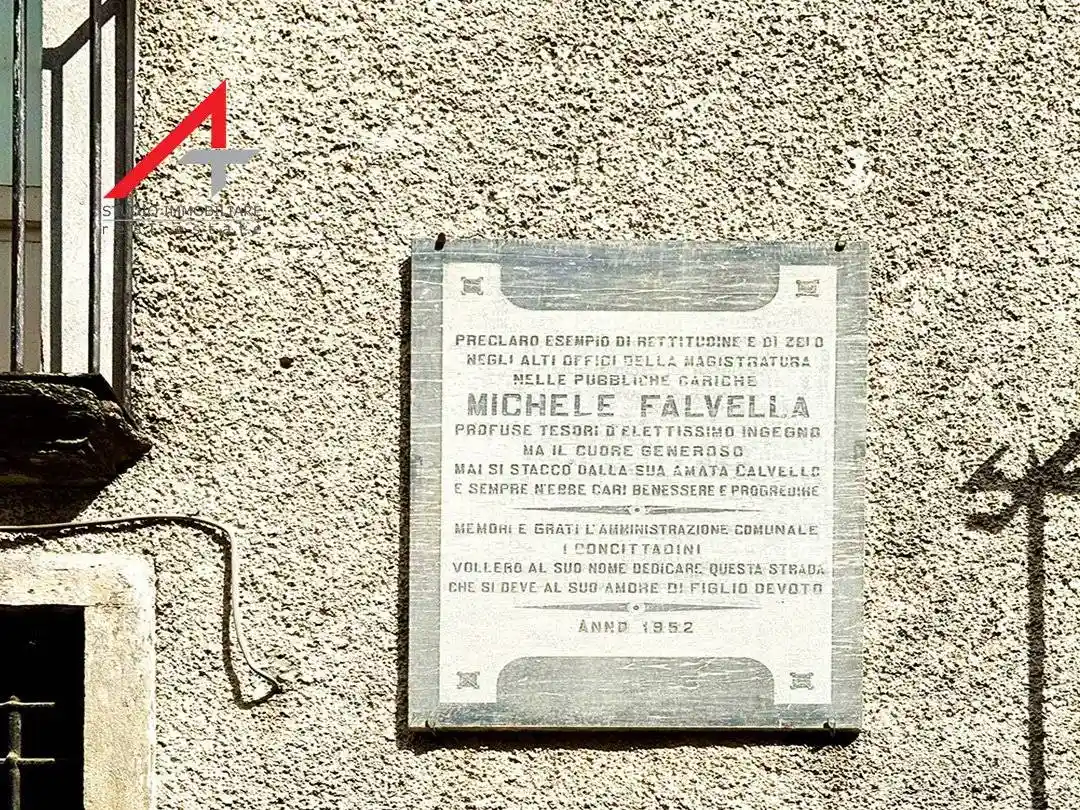 STUDIO IMMOBILIARE
PRECLARO ESEMPIO DI RETTITUDINE E DI ZELO
NEGLI ALTI OFFICI DELLA MAGISTRATURA
NELLE PUBBLICHE CARICHE
MICHELE FALVELLA
PROFUSE TESORI D'ELETTISSIMO INGEGNO
MA IL CUORE GENEROSO
MAI SI STACCÒ DALLA SUA AMATA CALVELLO
E SEMPRE N'EBBE CARI BENESSERE E PROGREDIRE
MEMORI E GRATI L'AMMINISTRAZIONE COMUNALE
I CONCITTADINI
VOLLERO AL SUO NOME DEDICARE QUESTA STRADA
CHE SI DEVE AL SUO AMORE DI FIGLIO DEVOTO
ANNO 1952